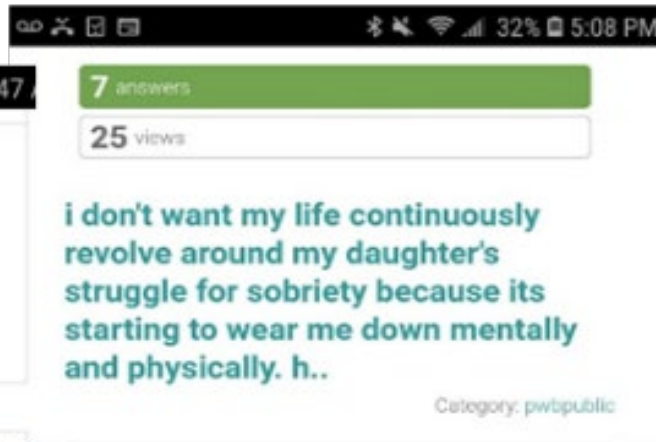 32% 5:08 PM
47
7 answers
25 views
i don't want my life continuously
revolve around my daughter's
struggle for sobriety because its
starting to wear me down mentally
and physically. h..
Category: pwbpublic